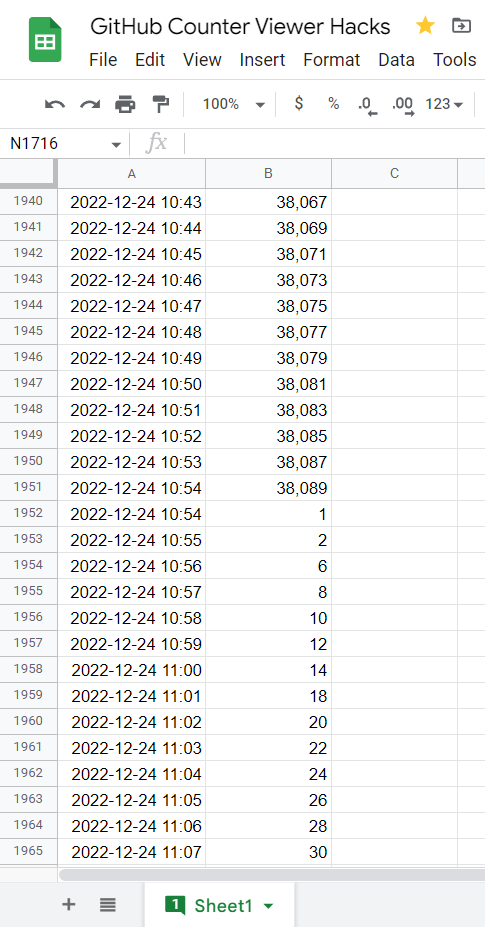 GitHub Counter Viewer Hacks
File Edit View Insert Format Data Tools
100% $ % .0 .00 123
N1716 fx
A B C
1940 2022-12-24 10:43 38,067
1941 2022-12-24 10:44 38,069
1942 2022-12-24 10:45 38,071
1943 2022-12-24 10:46 38,073
1944 2022-12-24 10:47 38,075
1945 2022-12-24 10:48 38,077
1946 2022-12-24 10:49 38,079
1947 2022-12-24 10:50 38,081
1948 2022-12-24 10:51 38,083
1949 2022-12-24 10:52 38,085
1950 2022-12-24 10:53 38,087
1951 2022-12-24 10:54 38,089
1952 2022-12-24 10:54 1
1953 2022-12-24 10:55 2
1954 2022-12-24 10:56 6
1955 2022-12-24 10:57 8
1956 2022-12-24 10:58 10
1957 2022-12-24 10:59 12
1958 2022-12-24 11:00 14
1959 2022-12-24 11:01 18
1960 2022-12-24 11:02 20
1961 2022-12-24 11:03 22
1962 2022-12-24 11:04 24
1963 2022-12-24 11:05 26
1964 2022-12-24 11:06 28
1965 2022-12-24 11:07 30
+ 1 Sheet1